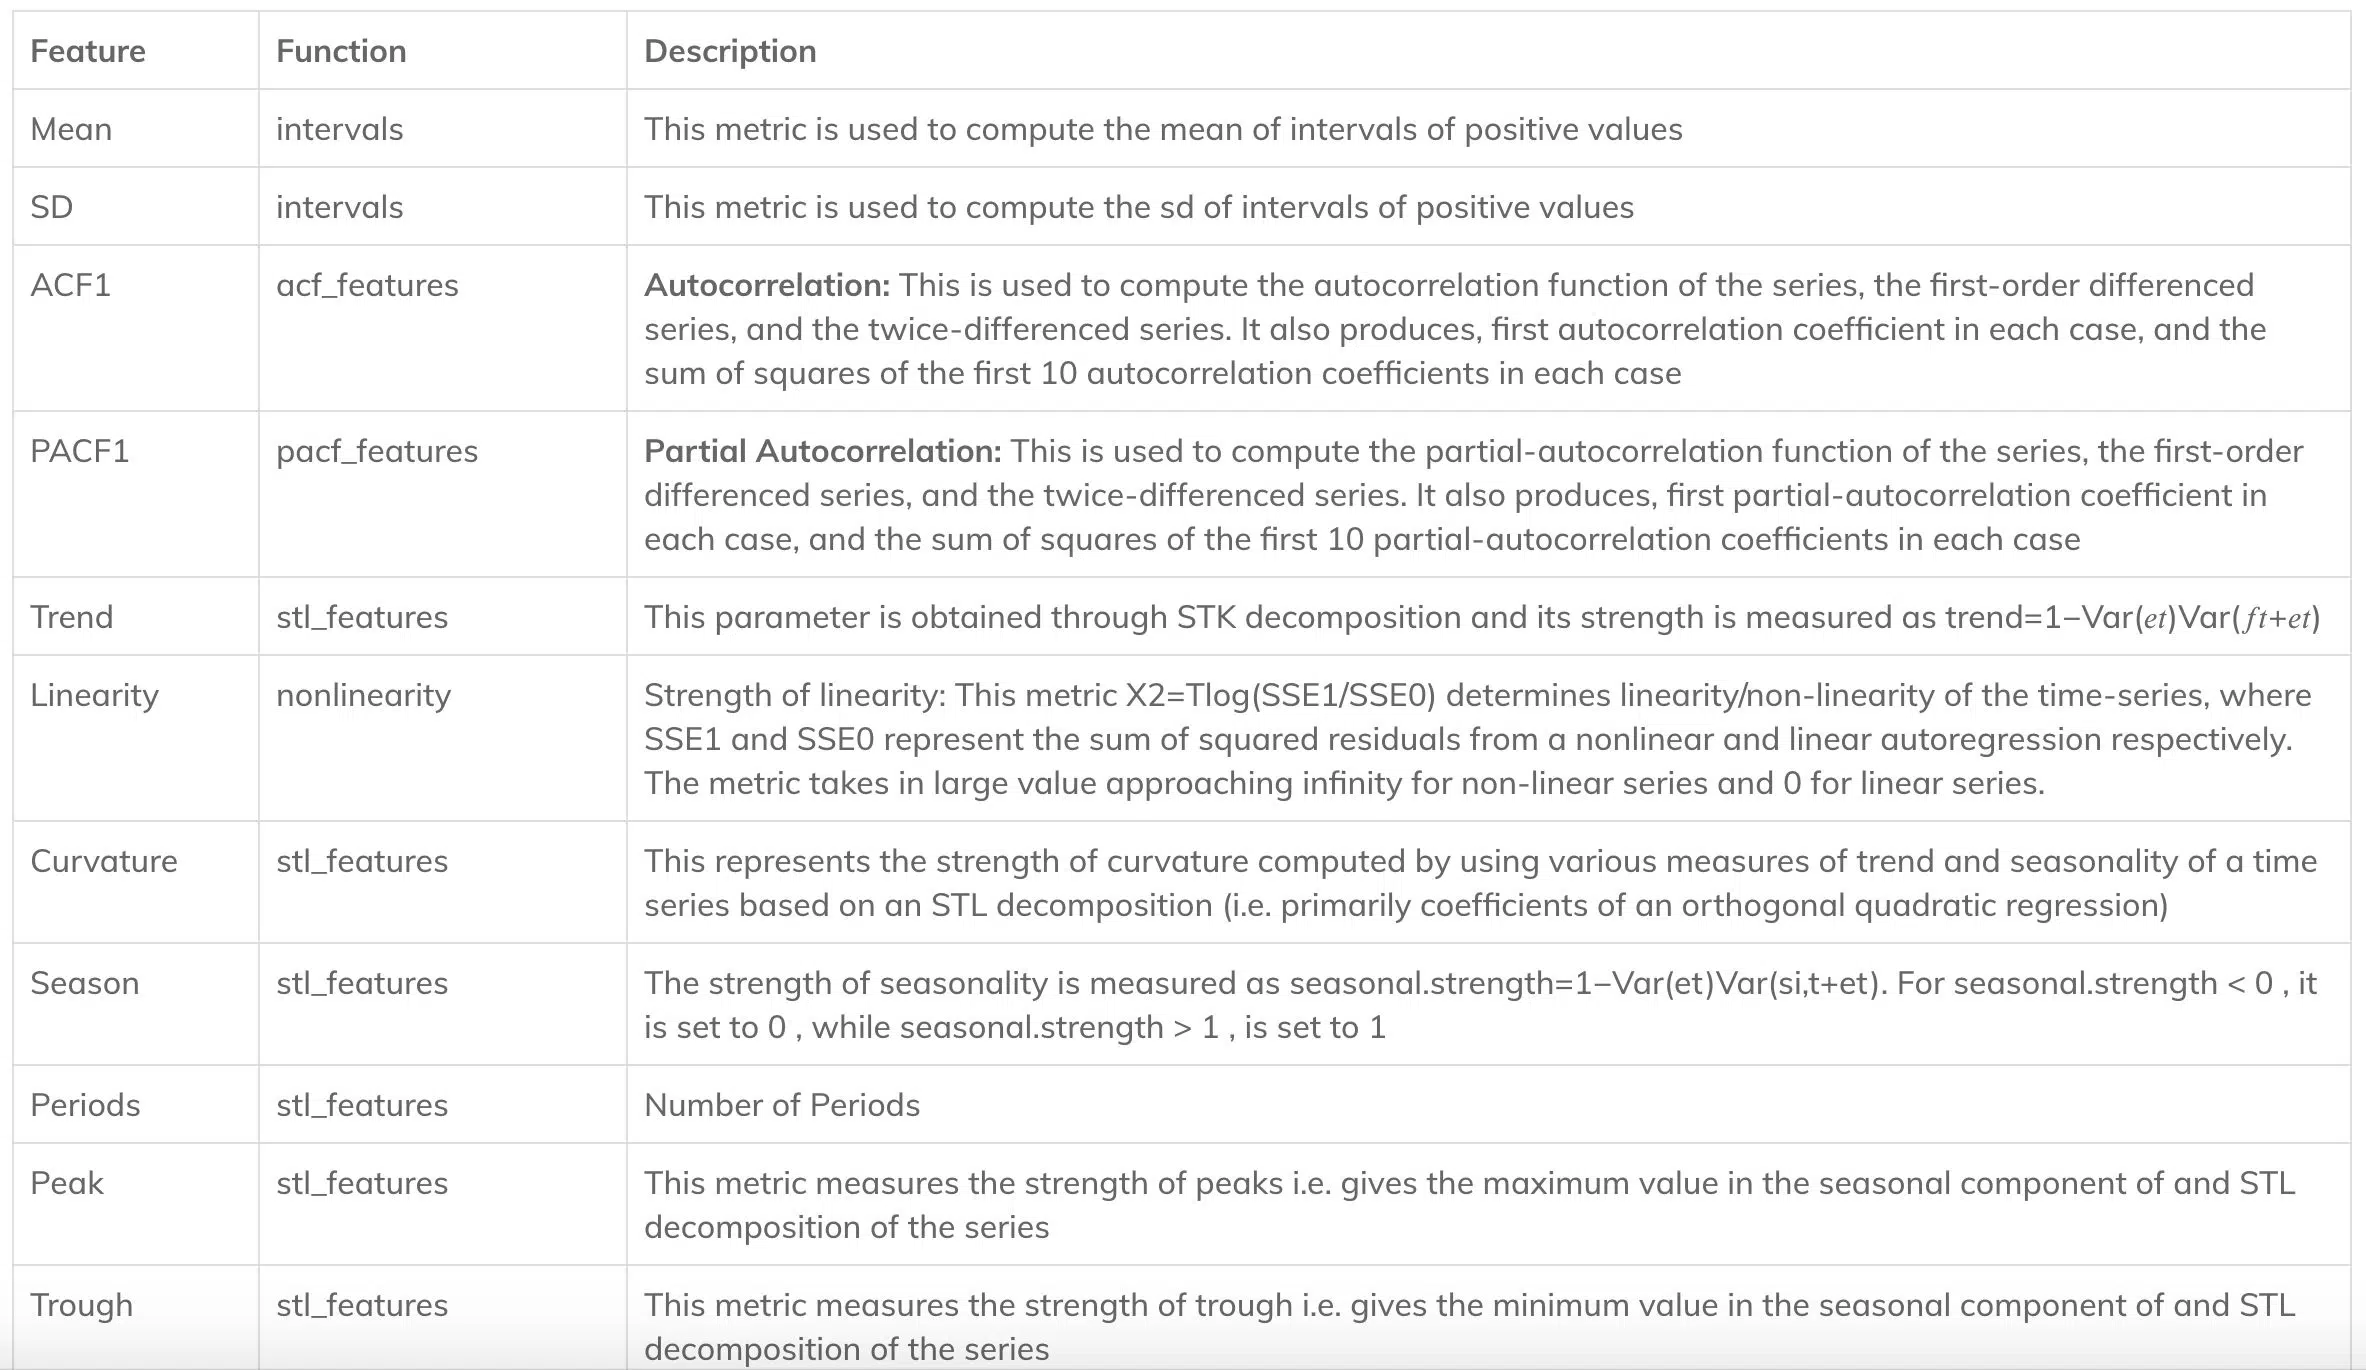 Feature Function Description
Mean intervals This metric is used to compute the mean of intervals of positive values
SD intervals This metric is used to compute the sd of intervals of positive values
ACF1 acf_features Autocorrelation: This is used to compute the autocorrelation function of the series, the first-order differenced
series, and the twice-differenced series. It also produces, first autocorrelation coefficient in each case, and the
sum of squares of the first 10 autocorrelation coefficients in each case
PACF1 pacf_features Partial Autocorrelation: This is used to compute the partial-autocorrelation function of the series, the first-order
differenced series, and the twice-differenced series. It also produces, first partial-autocorrelation coefficient in
each case, and the sum of squares of the first 10 partial-autocorrelation coefficients in each case
Trend stl_features This parameter is obtained through STK decomposition and its strength is measured as trend=1−Var(et)Var(ft+et)
Linearity nonlinearity Strength of linearity: This metric X2=Tlog(SSE1/SSE0) determines linearity/non-linearity of the time-series, where
SSE1 and SSE0 represent the sum of squared residuals from a nonlinear and linear autoregression respectively.
The metric takes in large value approaching infinity for non-linear series and 0 for linear series.
Curvature stl_features This represents the strength of curvature computed by using various measures of trend and seasonality of a time
series based on an STL decomposition (i.e. primarily coefficients of an orthogonal quadratic regression)
Season stl_features The strength of seasonality is measured as seasonal.strength=1−Var(et)Var(si,t+et). For seasonal.strength < 0 , it
is set to 0 , while seasonal.strength > 1 , is set to 1
Periods stl_features Number of Periods
Peak stl_features This metric measures the strength of peaks i.e. gives the maximum value in the seasonal component of and STL
decomposition of the series
Trough stl_features This metric measures the strength of trough i.e. gives the minimum value in the seasonal component of and STL
decomposition of the series